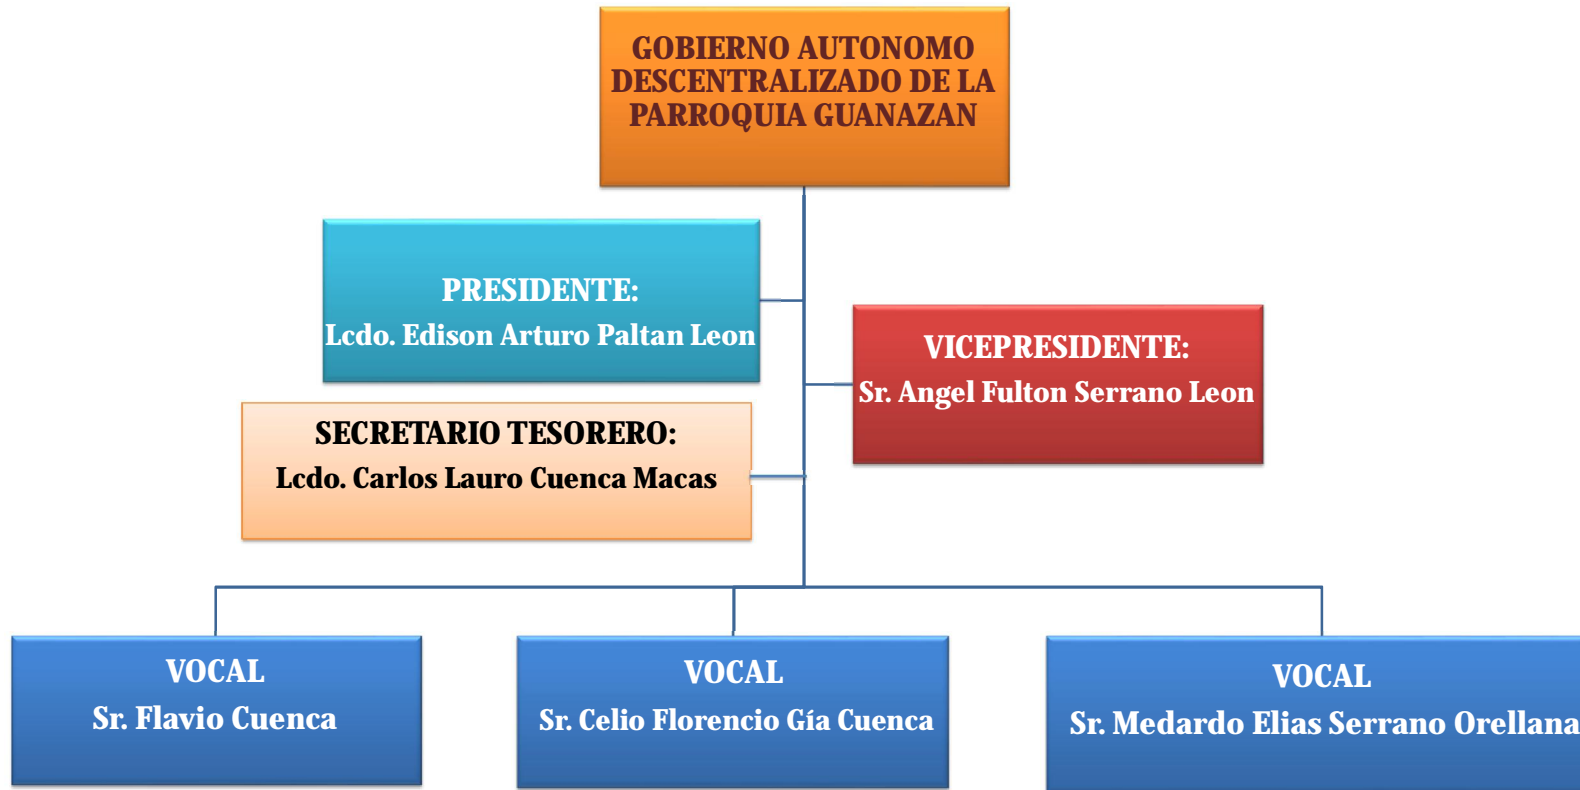 GOBIERNO AUTONOMO
DESCENTRALIZADO DE LA
PARROQUIA GUANAZAN
PRESIDENTE:
Lcdo. Edison Arturo Paltan Leon
VICEPRESIDENTE:
Sr. Angel Fulton Serrano Leon
SECRETARIO TESORERO:
Lcdo. Carlos Lauro Cuenca Macas
VOCAL
Sr. Flavio Cuenca
VOCAL
Sr. Celio Florencio Gía Cuenca
VOCAL
Sr. Medardo Elias Serrano Orellana